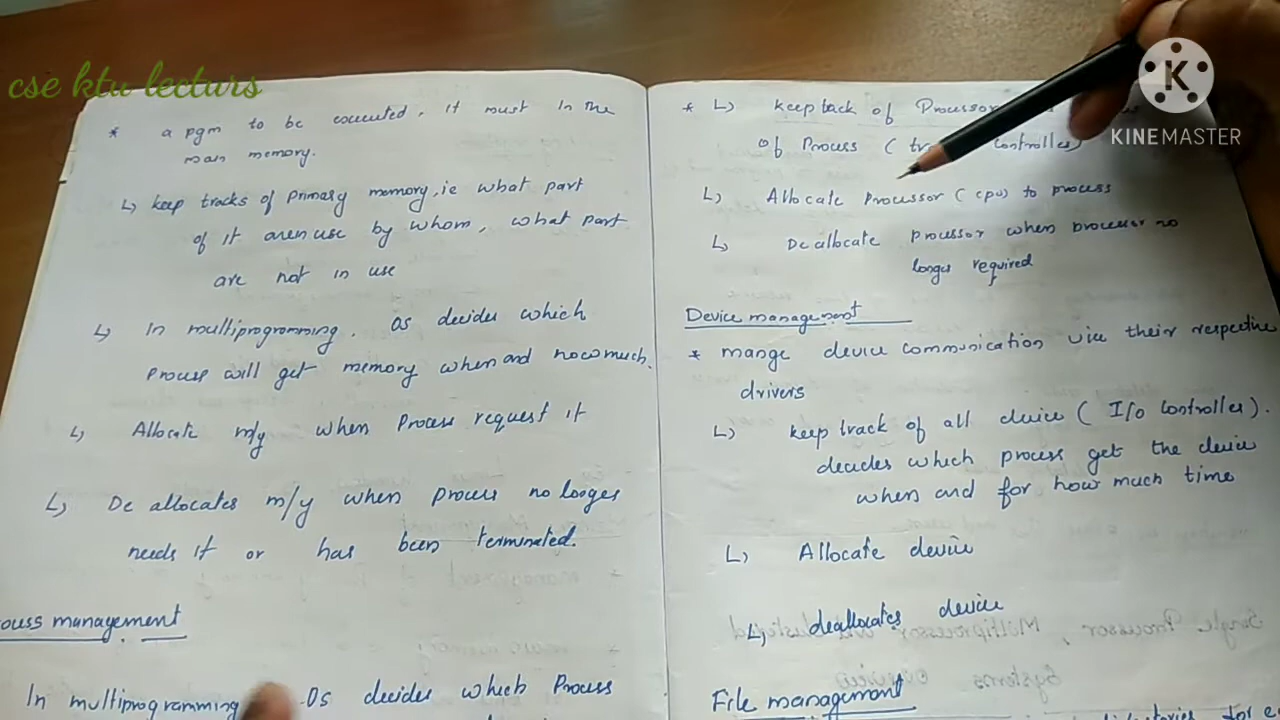 cse ktu lecturs
* a pgm to be executed, it must in the
main memory.
↳ keep tracks of primary memory, ie what part
of it are in use by whom, what part
are not in use
↳ In multiprogramming. OS decides which
process will get memory when and how much.
↳ Allocate m/y when Process request it
↳ De allocates m/y when process no longer
needs it or has been terminated.
ocess management
In multiprogramming. Os decides which Process
* ↳ keep track of Processor
of Process ( controller)
↳ Allocate Processor (cpu) to process
↳ De allocate processor when processor no
longer required
Device management
* mange device communication via their respective
drivers
↳ keep track of all device ( I/o controller).
decides which process get the device
when and for how much time
↳ Allocate device
↳ deallocates device
File management
K
KINEMASTER